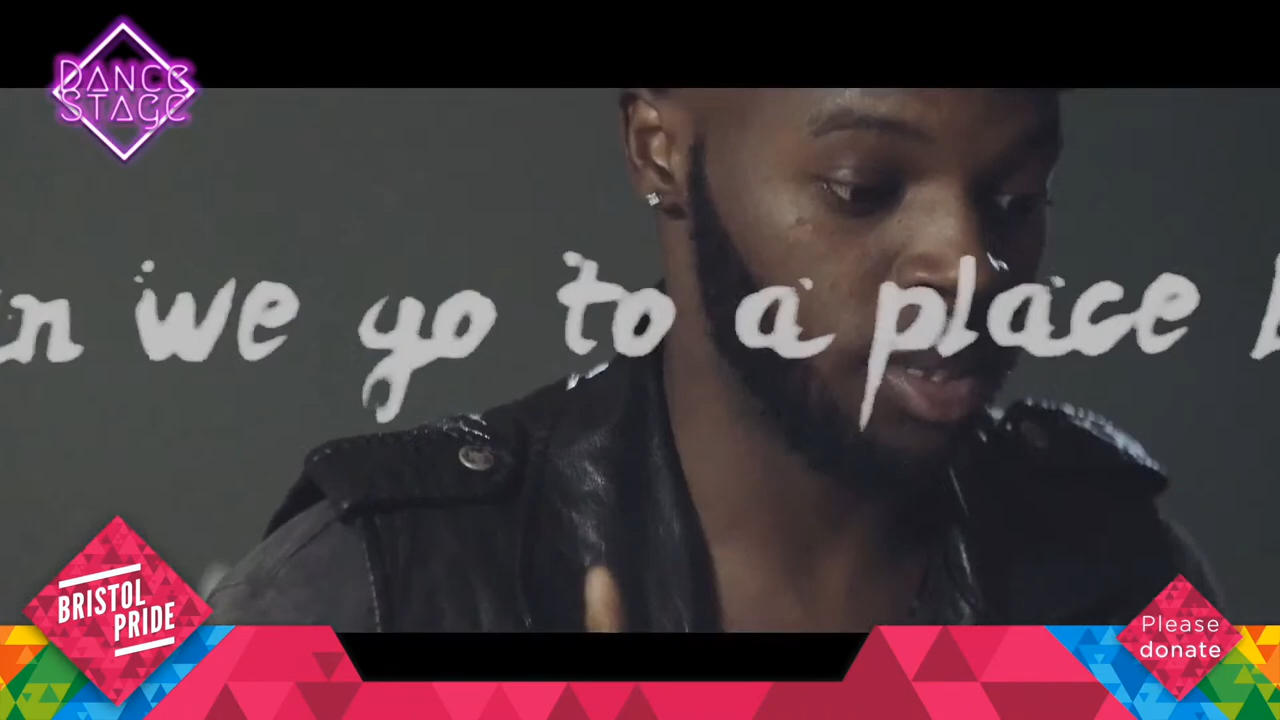 DANCE
STAGE
we go to a place
BRISTOL
PRIDE
Please
donate